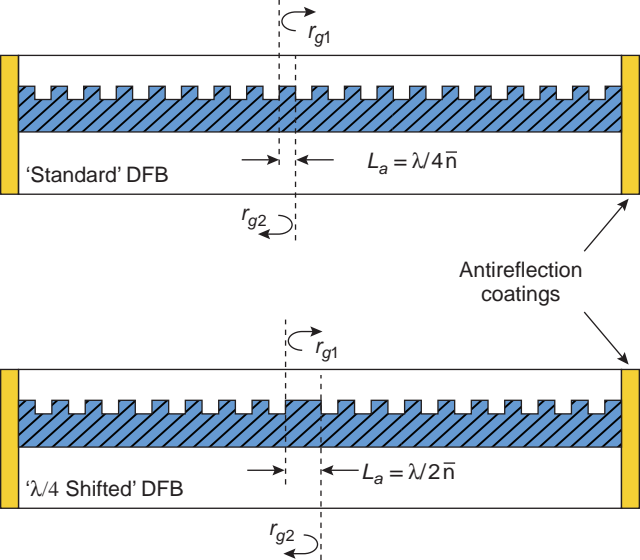 r_g1
L_a = λ/4n̄
'Standard' DFB
r_g2
Antireflection
coatings
r_g1
L_a = λ/2n̄
'λ/4 Shifted' DFB
r_g2